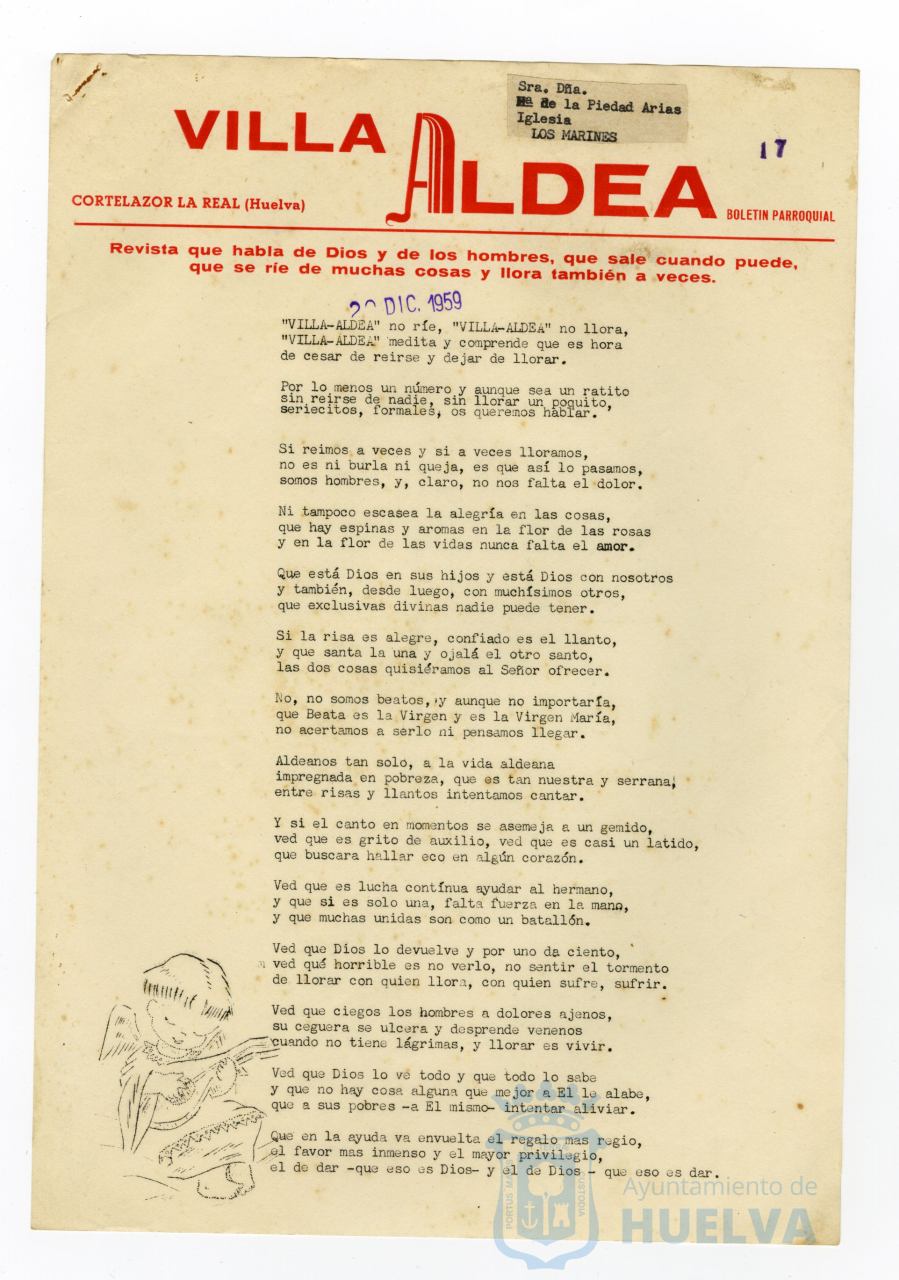 Sra. Dña.
Mª de la Piedad Arias
Iglesia
LOS MARINES
17
VILLA
ALDEA
CORTELAZOR LA REAL (Huelva)
BOLETIN PARROQUIAL
Revista que habla de Dios y de los hombres, que sale cuando puede,
que se ríe de muchas cosas y llora también a veces.
DIC. 1959
"VILLA-ALDEA" no ríe, "VILLA-ALDEA" no llora,
"VILLA-ALDEA" medita y comprende que es hora
de cesar de reirse y dejar de llorar.
Por lo menos un número y aunque sea un ratito
sin reirse de nadie, sin llorar un poquito,
seriecitos, formales, os queremos hablar.
Si reimos a veces y si a veces lloramos,
no es ni burla ni queja, es que así lo pasamos,
somos hombres, y, claro, no nos falta el dolor.
Ni tampoco escasea la alegría en las cosas,
que hay espinas y aromas en la flor de las rosas
y en la flor de las vidas nunca falta el amor.
Que está Dios en sus hijos y está Dios con nosotros
y también, desde luego, con muchísimos otros,
que exclusivas divinas nadie puede tener.
Si la risa es alegre, confiado es el llanto,
y que santa la una y ojalá el otro santo,
las dos cosas quisiéramos al Señor ofrecer.
No, no somos beatos, y aunque no importaría,
que Beata es la Virgen y es la Virgen María,
no acertamos a serlo ni pensamos llegar.
Aldeanos tan solo, a la vida aldeana
impregnada en pobreza, que es tan nuestra y serrana,
entre risas y llantos intentamos cantar.
Y si el canto en momentos se asemeja a un gemido,
ved que es grito de auxilio, ved que es casi un latido,
que buscara hallar eco en algún corazón.
Ved que es lucha contínua ayudar al hermano,
y que si es solo una, falta fuerza en la mano,
y que muchas unidas son como un batallón.
Ved que Dios lo devuelve y por uno da ciento,
ved qué horrible es no verlo, no sentir el tormento
de llorar con quien llora, con quien sufre, sufrir.
Ved que ciegos los hombres a dolores ajenos,
su ceguera se ulcera y desprende venenos
cuando no tiene lágrimas, y llorar es vivir.
Ved que Dios lo ve todo y que todo lo sabe
y que no hay cosa alguna que mejor a El le alabe,
que a sus pobres -a El mismo- intentar aliviar.
Que en la ayuda va envuelta el regalo mas regio,
el favor mas inmenso y el mayor privilegio,
el de dar -que eso es Dios- y el de Dios - que eso es dar.
Ayuntamiento de
HUELVA